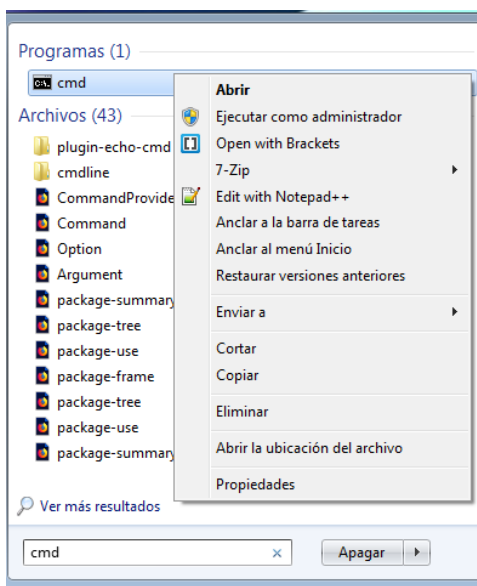 Programas (1)
cmd
Archivos (43)
plugin-echo-cmd
cmdline
CommandProvide
Command
Option
Argument
package-summary
package-tree
package-use
package-frame
package-tree
package-use
package-summary
Ver más resultados
cmd
Apagar
Abrir
Ejecutar como administrador
Open with Brackets
7-Zip
Edit with Notepad++
Anclar a la barra de tareas
Anclar al menú Inicio
Restaurar versiones anteriores
Enviar a
Cortar
Copiar
Eliminar
Abrir la ubicación del archivo
Propiedades